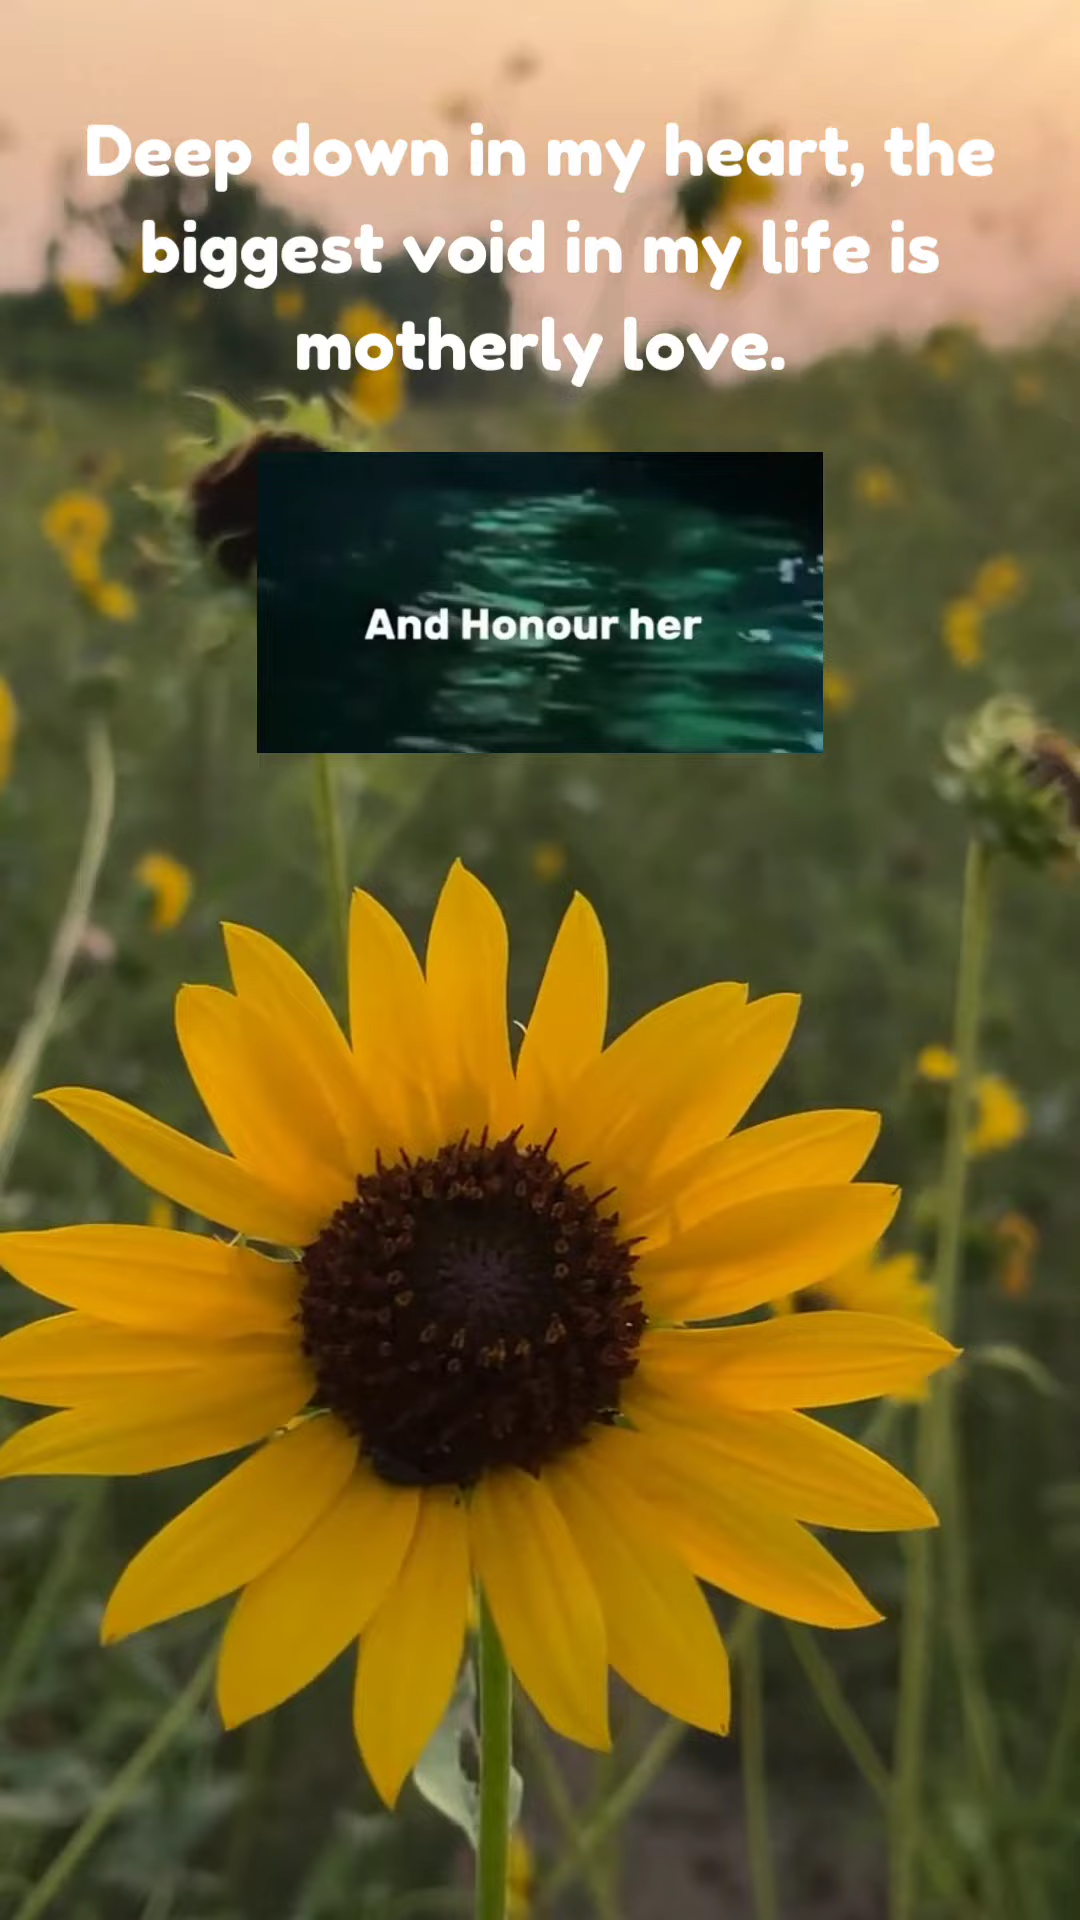 Deep down in my heart, the
biggest void in my life is
motherly love.
And Honour her